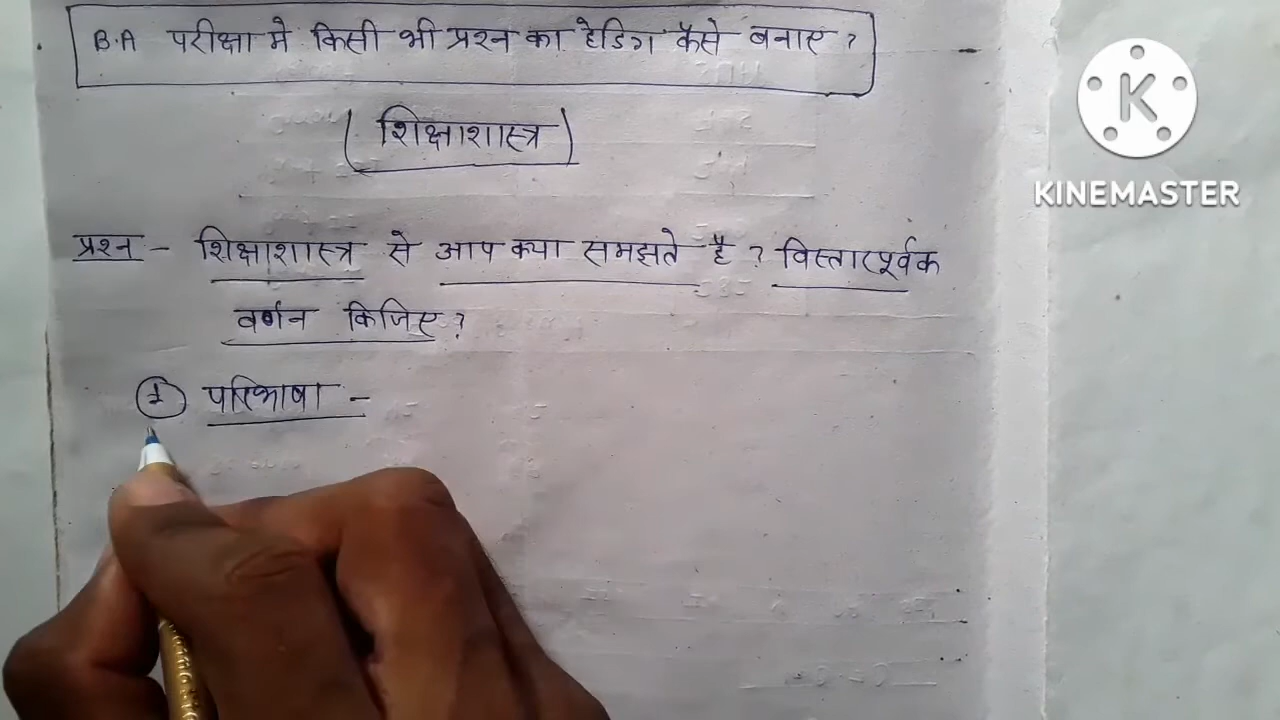 B.A परीक्षा मे किसी भी प्रश्न का हेडिंग कैसे बनाए ?
(शिक्षाशास्त्र)
KINEMASTER
प्रश्न - शिक्षाशास्त्र से आप क्या समझते है ? विस्तारपूर्वक
वर्णन किजिए ?
① परिभाषा -